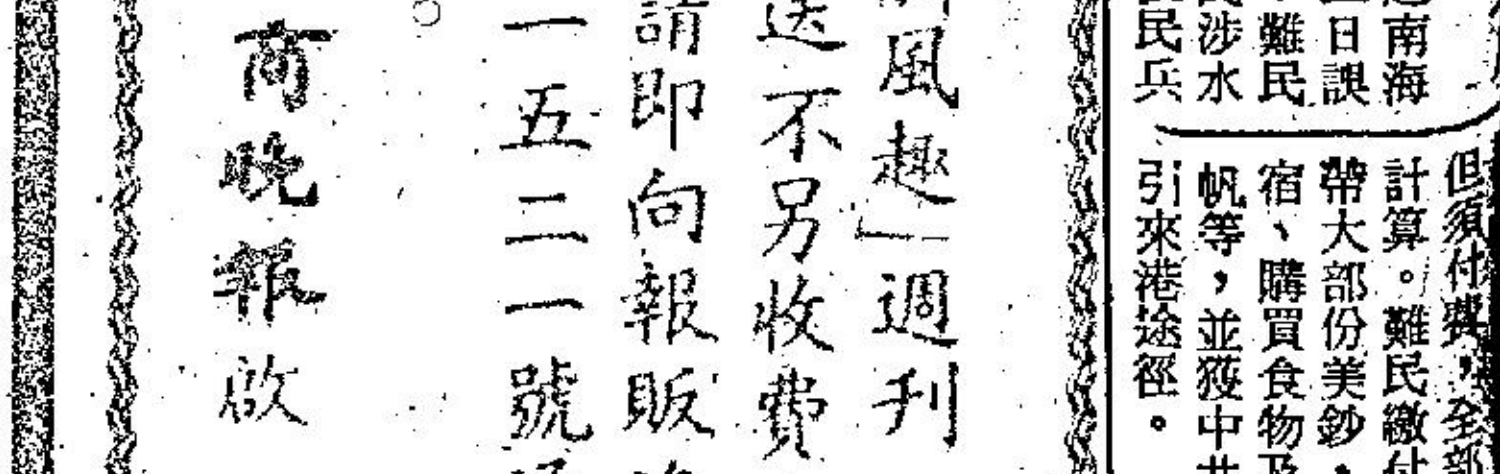 但須付費，全部
計算。難民繳付
帶大部份美鈔，
宿、購買食物及
帆等，並獲中共
引來港途徑。
南海
日誤
難民
涉水
民兵
風趣」週刊
送不另收費
請即向報販
一五二一號
商晚報啟